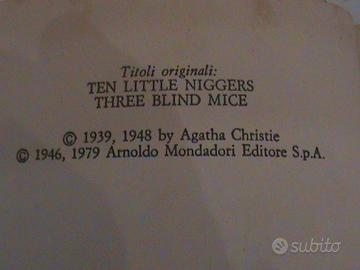 Titoli originali:
TEN LITTLE NIGGERS
THREE BLIND MICE
© 1939, 1948 by Agatha Christie
© 1946, 1979 Arnoldo Mondadori Editore S.p.A.
subito